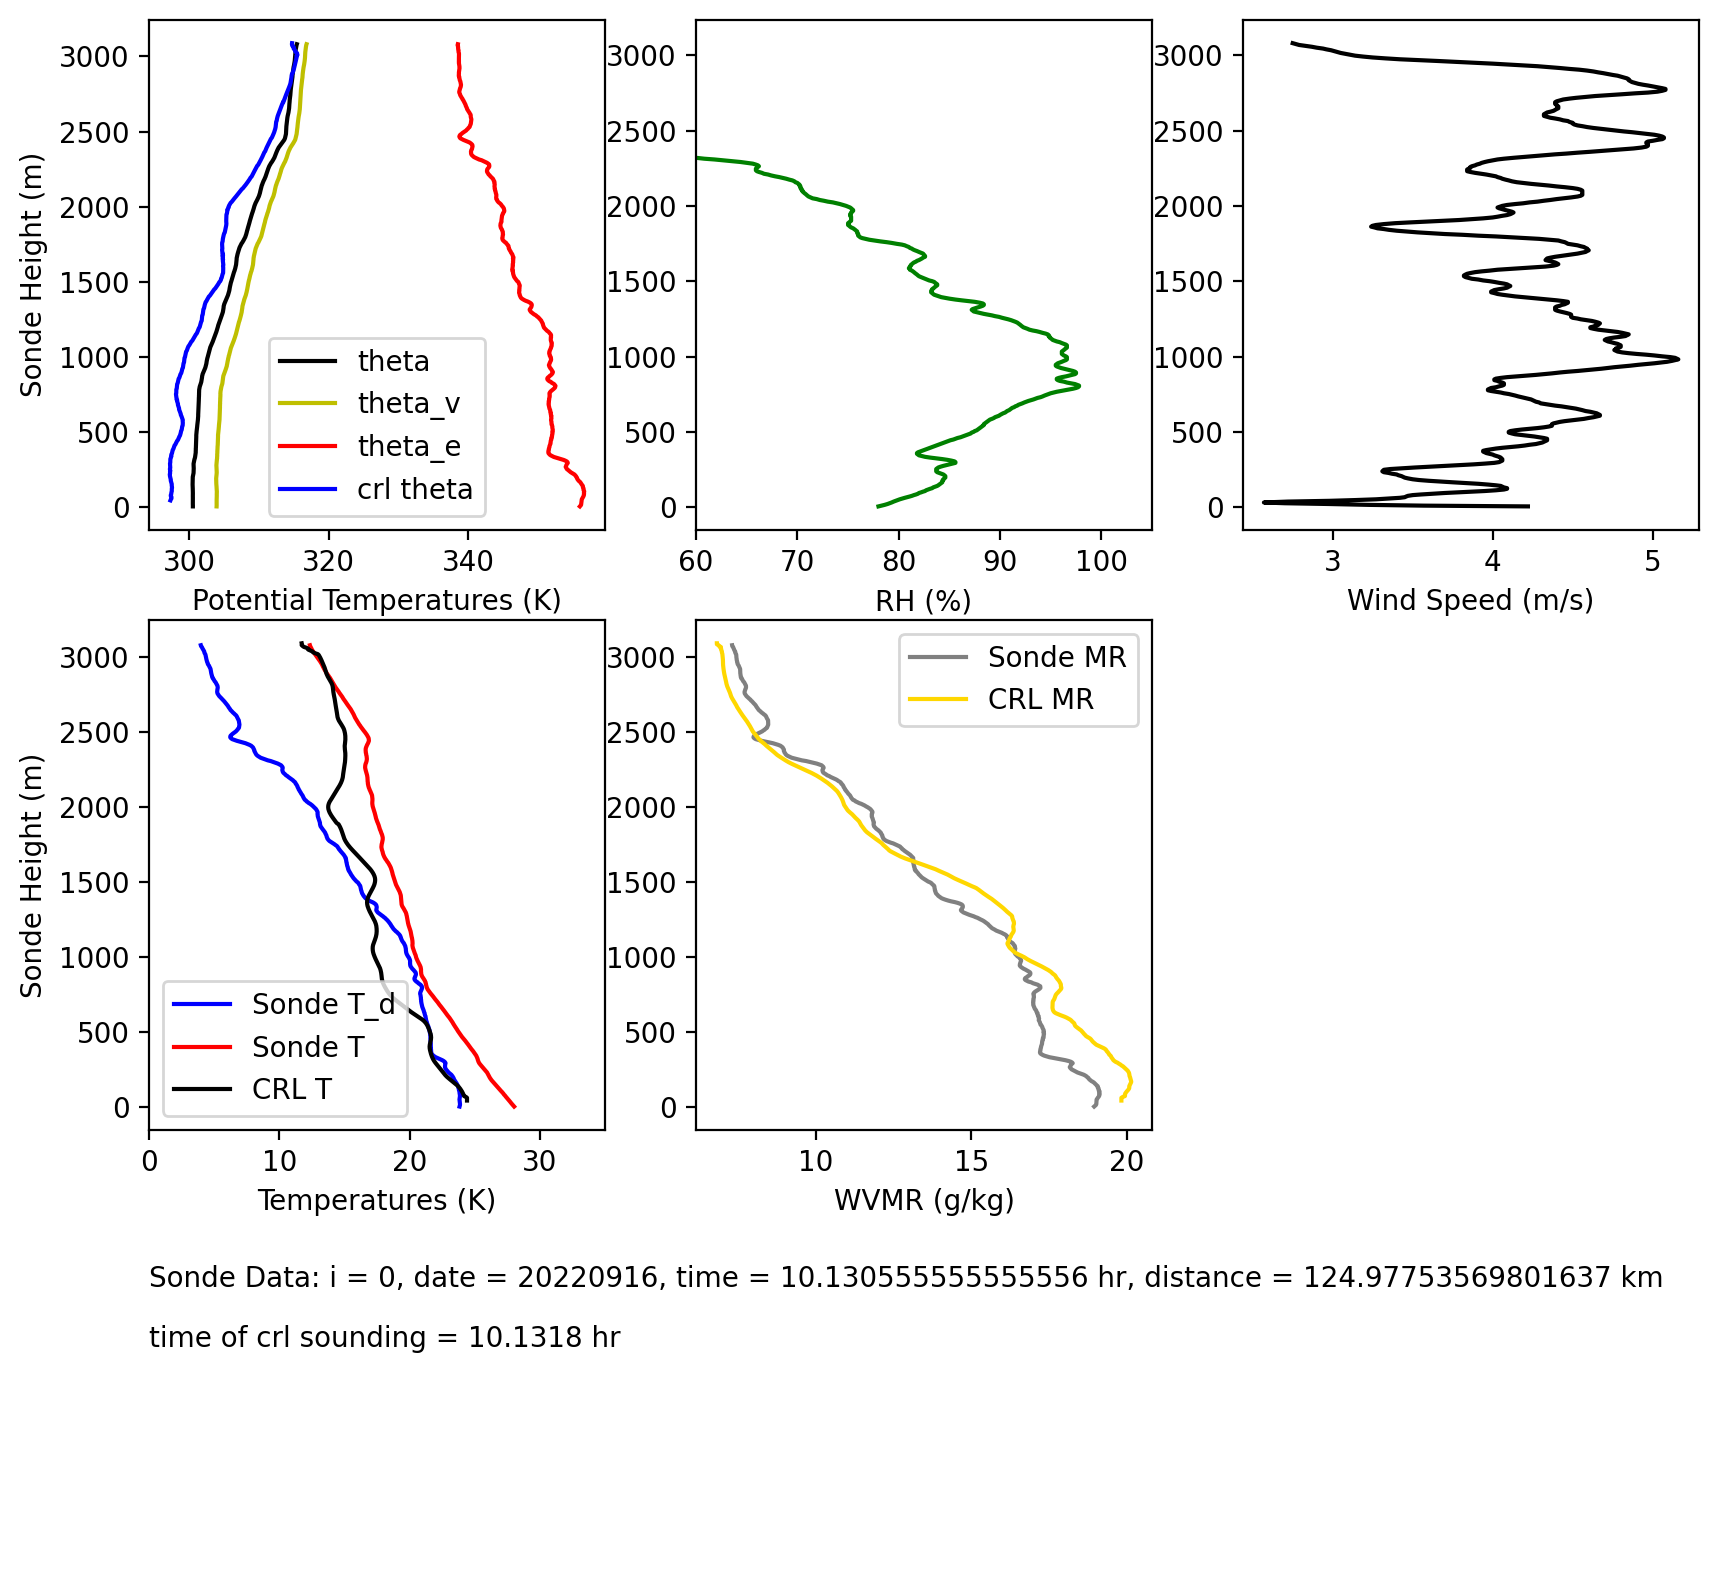 3000
2500
2000
1500
1000
500
0
Sonde Height (m)
theta
theta_v
theta_e
crl theta
300 320 340
Potential Temperatures (K)
3000
2500
2000
1500
1000
500
0
60 70 80 90 100
RH (%)
3000
2500
2000
1500
1000
500
0
3 4 5
Wind Speed (m/s)
3000
2500
2000
1500
1000
500
0
Sonde Height (m)
Sonde T_d
Sonde T
CRL T
0 10 20 30
Temperatures (K)
3000
2500
2000
1500
1000
500
0
Sonde MR
CRL MR
10 15 20
WVMR (g/kg)
Sonde Data: i = 0, date = 20220916, time = 10.130555555555556 hr, distance = 124.97753569801637 km
time of crl sounding = 10.1318 hr